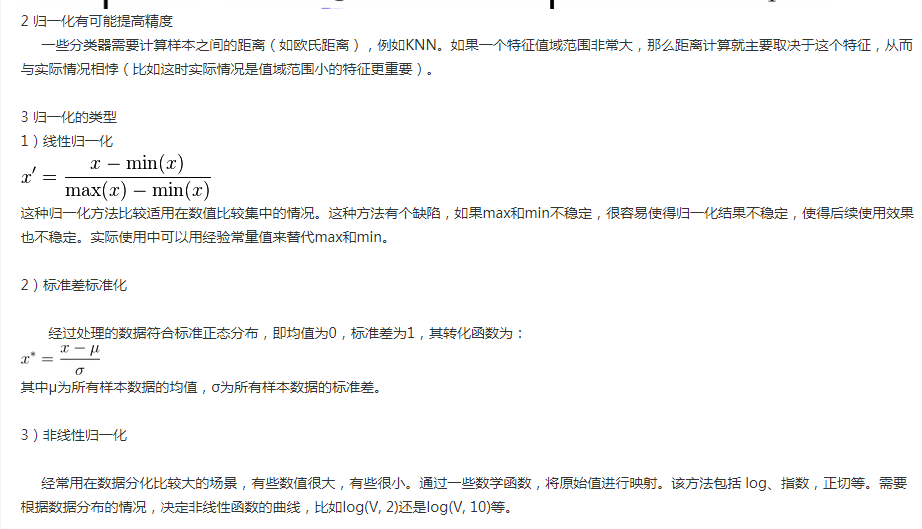 2 归一化有可能提高精度
一些分类器需要计算样本之间的距离（如欧氏距离），例如KNN。如果一个特征值域范围非常大，那么距离计算就主要取决于这个特征，从而
与实际情况相悖（比如这时实际情况是值域范围小的特征更重要）。
3 归一化的类型
1）线性归一化
x′ = (x − min(x)) / (max(x) − min(x))
这种归一化方法比较适用在数值比较集中的情况。这种方法有个缺陷，如果max和min不稳定，很容易使得归一化结果不稳定，使得后续使用效果
也不稳定。实际使用中可以用经验常量值来替代max和min。
2）标准差标准化
经过处理的数据符合标准正态分布，即均值为0，标准差为1，其转化函数为：
x* = (x − μ) / σ
其中μ为所有样本数据的均值，σ为所有样本数据的标准差。
3）非线性归一化
经常用在数据分化比较大的场景，有些数值很大，有些很小。通过一些数学函数，将原始值进行映射。该方法包括 log、指数，正切等。需要
根据数据分布的情况，决定非线性函数的曲线，比如log(V, 2)还是log(V, 10)等。